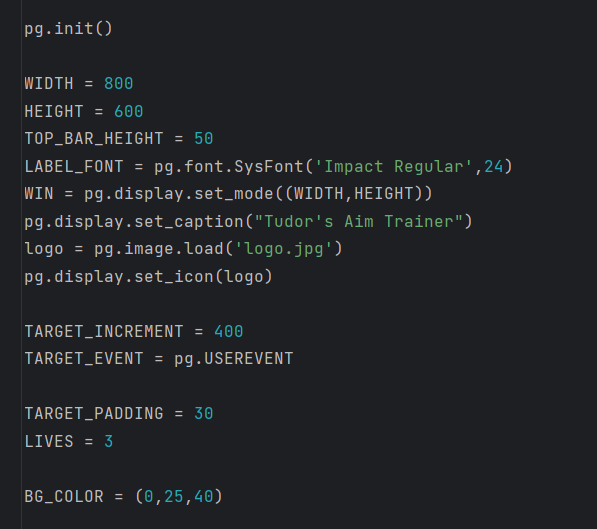 pg.init()
WIDTH = 800
HEIGHT = 600
TOP_BAR_HEIGHT = 50
LABEL_FONT = pg.font.SysFont('Impact Regular',24)
WIN = pg.display.set_mode((WIDTH,HEIGHT))
pg.display.set_caption("Tudor's Aim Trainer")
logo = pg.image.load('logo.jpg')
pg.display.set_icon(logo)
TARGET_INCREMENT = 400
TARGET_EVENT = pg.USEREVENT
TARGET_PADDING = 30
LIVES = 3
BG_COLOR = (0,25,40)